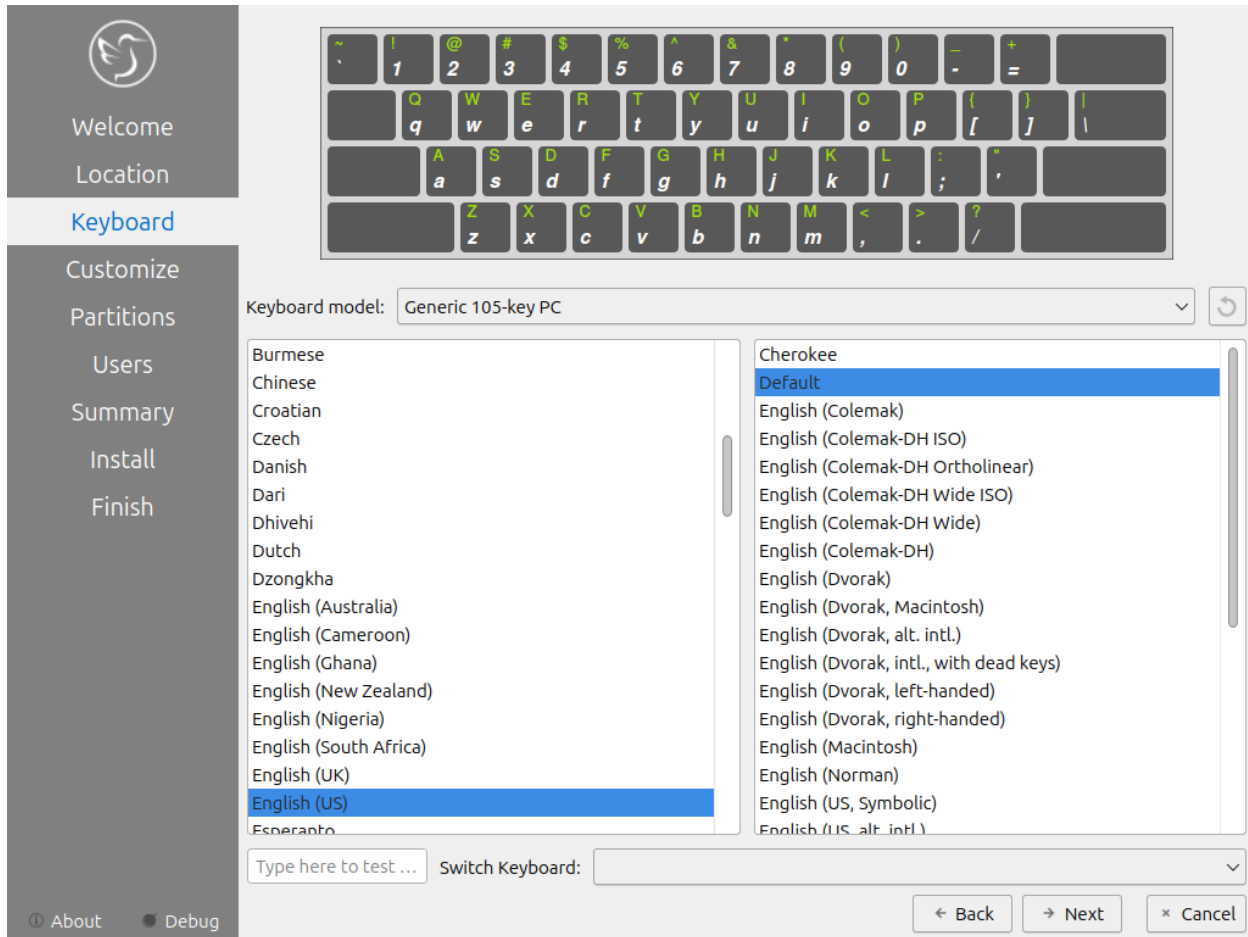 Welcome
Location
Keyboard
Customize
Partitions
Users
Summary
Install
Finish
About
Debug
~ ! @ # $ % ^ & * ( ) _ +
` 1 2 3 4 5 6 7 8 9 0 - =
Q W E R T Y U I O P { } |
q w e r t y u i o p [ ] \
A S D F G H J K L : "
a s d f g h j k l ; '
Z X C V B N M < > ?
z x c v b n m , . /
Keyboard model: Generic 105-key PC
Burmese
Chinese
Croatian
Czech
Danish
Dari
Dhivehi
Dutch
Dzongkha
English (Australia)
English (Cameroon)
English (Ghana)
English (New Zealand)
English (Nigeria)
English (South Africa)
English (UK)
English (US)
Esperanto
Cherokee
Default
English (Colemak)
English (Colemak-DH ISO)
English (Colemak-DH Ortholinear)
English (Colemak-DH Wide ISO)
English (Colemak-DH Wide)
English (Colemak-DH)
English (Dvorak)
English (Dvorak, Macintosh)
English (Dvorak, alt. intl.)
English (Dvorak, intl., with dead keys)
English (Dvorak, left-handed)
English (Dvorak, right-handed)
English (Macintosh)
English (Norman)
English (US, Symbolic)
English (US, alt. intl.)
Type here to test …
Switch Keyboard:
Back
Next
Cancel